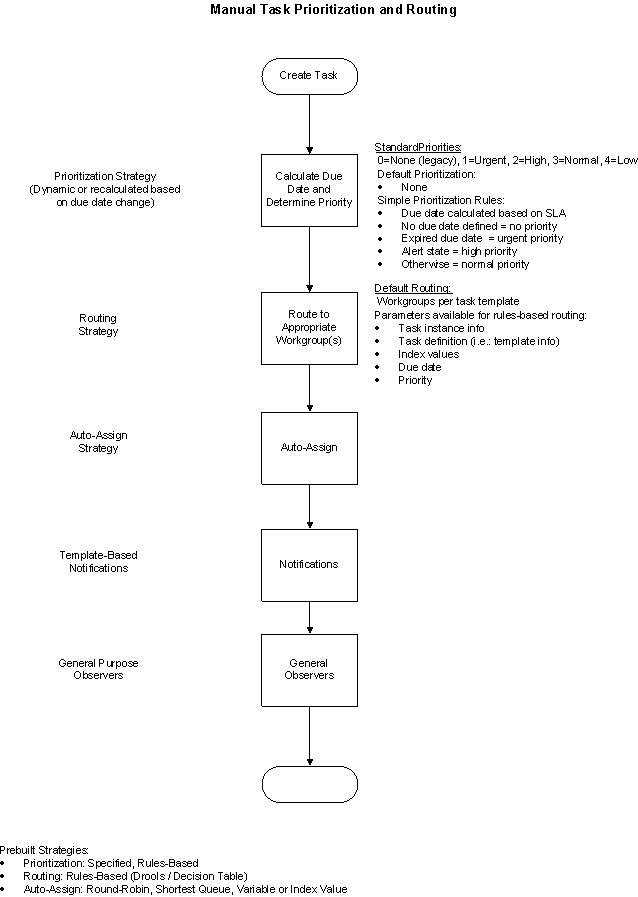 Manual Task Prioritization and Routing
Create Task
Prioritization Strategy
(Dynamic or recalculated based
on due date change)
Calculate Due
Date and
Determine Priority
StandardPriorities:
0=None (legacy), 1=Urgent, 2=High, 3=Normal, 4=Low
Default Prioritization:
• None
Simple Prioritization Rules:
• Due date calculated based on SLA
• No due date defined = no priority
• Expired due date = urgent priority
• Alert state = high priority
• Otherwise = normal priority
Routing
Strategy
Route to
Appropriate
Workgroup(s)
Default Routing:
Workgroups per task template
Parameters available for rules-based routing:
• Task instance info
• Task definition (i.e.: template info)
• Index values
• Due date
• Priority
Auto-Assign
Strategy
Auto-Assign
Template-Based
Notifications
Notifications
General Purpose
Observers
General
Observers
Prebuilt Strategies:
• Prioritization: Specified, Rules-Based
• Routing: Rules-Based (Drools / Decision Table)
• Auto-Assign: Round-Robin, Shortest Queue, Variable or Index Value